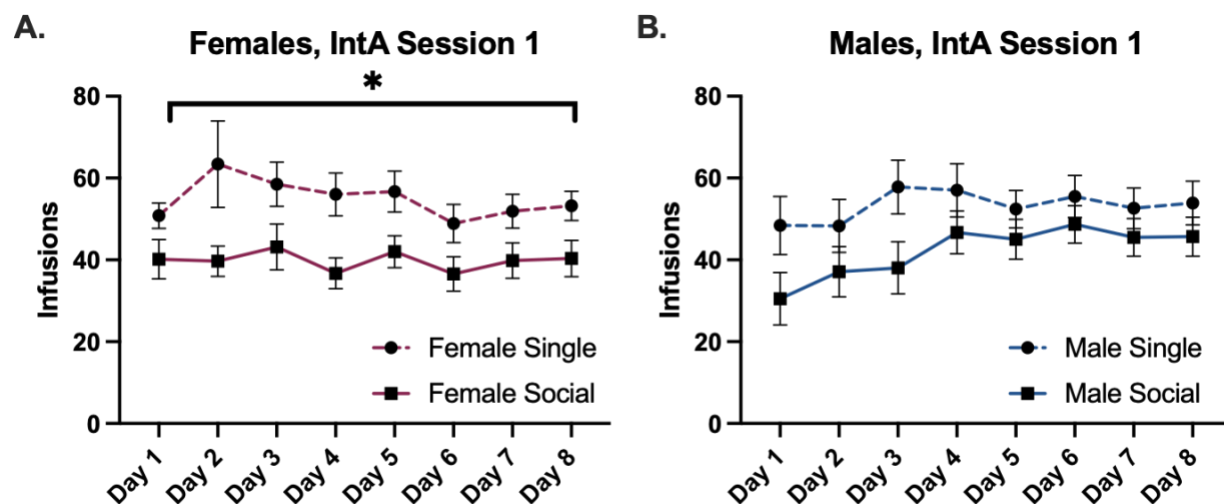 A.
Females, IntA Session 1
*
Infusions
80
60
40
20
0
Female Single
Female Social
Day 1
Day 2
Day 3
Day 4
Day 5
Day 6
Day 7
Day 8
B.
Males, IntA Session 1
Infusions
80
60
40
20
0
Male Single
Male Social
Day 1
Day 2
Day 3
Day 4
Day 5
Day 6
Day 7
Day 8